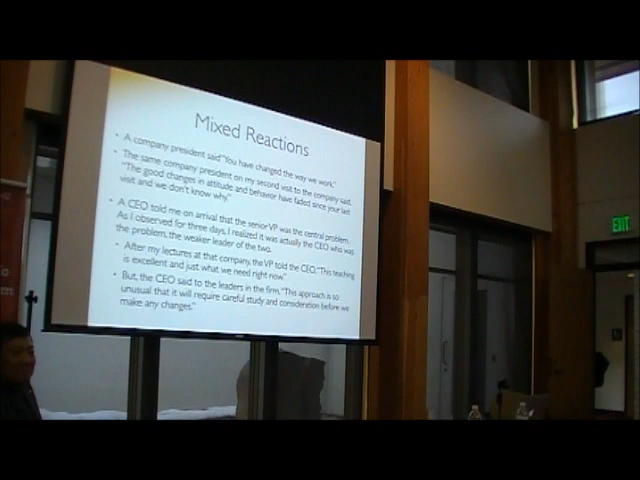 Mixed Reactions
• A company president said "You have changed the way we work."
• The same company president on my second visit to the company said,
"The good changes in attitude and behavior have faded since your last
visit and we don't know why."
• A CEO told me on arrival that the senior VP was the central problem.
As I observed for three days, I realized it was actually the CEO who was
the problem, the weaker leader of the two.
• After my lectures at that company, the VP told the CEO, "This teaching
is excellent and just what we need right now."
• But, the CEO said to the leaders in the firm, "This approach is so
unusual that it will require careful study and consideration before we
make any changes."
EXIT